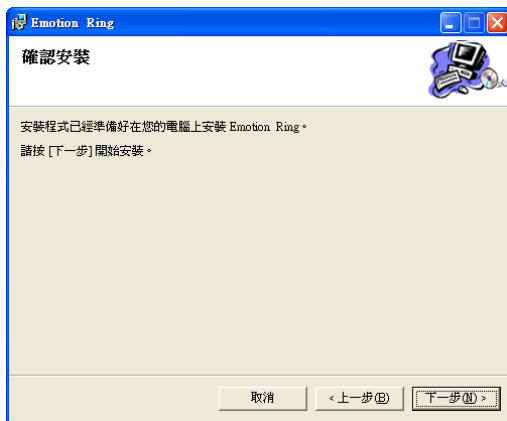 Emotion Ring
確認安裝
安裝程式已經準備好在您的電腦上安裝 Emotion Ring。
請按 [下一步] 開始安裝。
取消
<上一步(B)
下一步(N) >